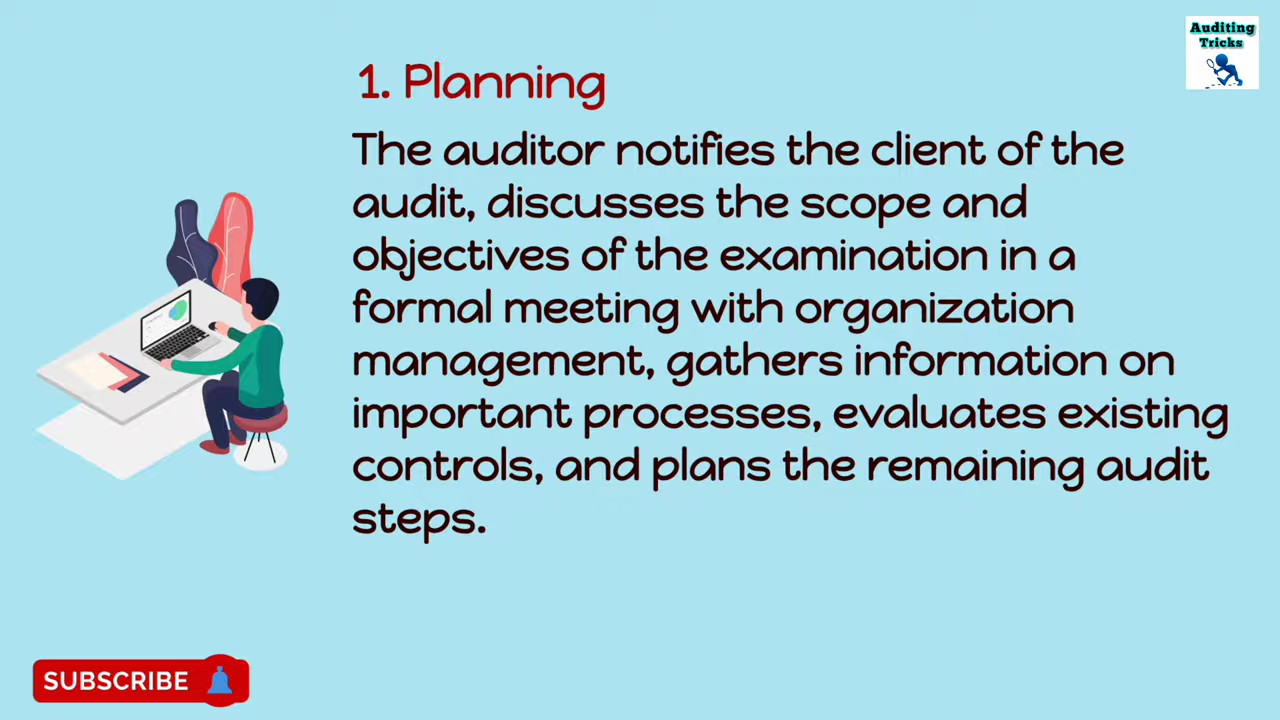 Auditing
Tricks
1. Planning
The auditor notifies the client of the
audit, discusses the scope and
objectives of the examination in a
formal meeting with organization
management, gathers information on
important processes, evaluates existing
controls, and plans the remaining audit
steps.
SUBSCRIBE